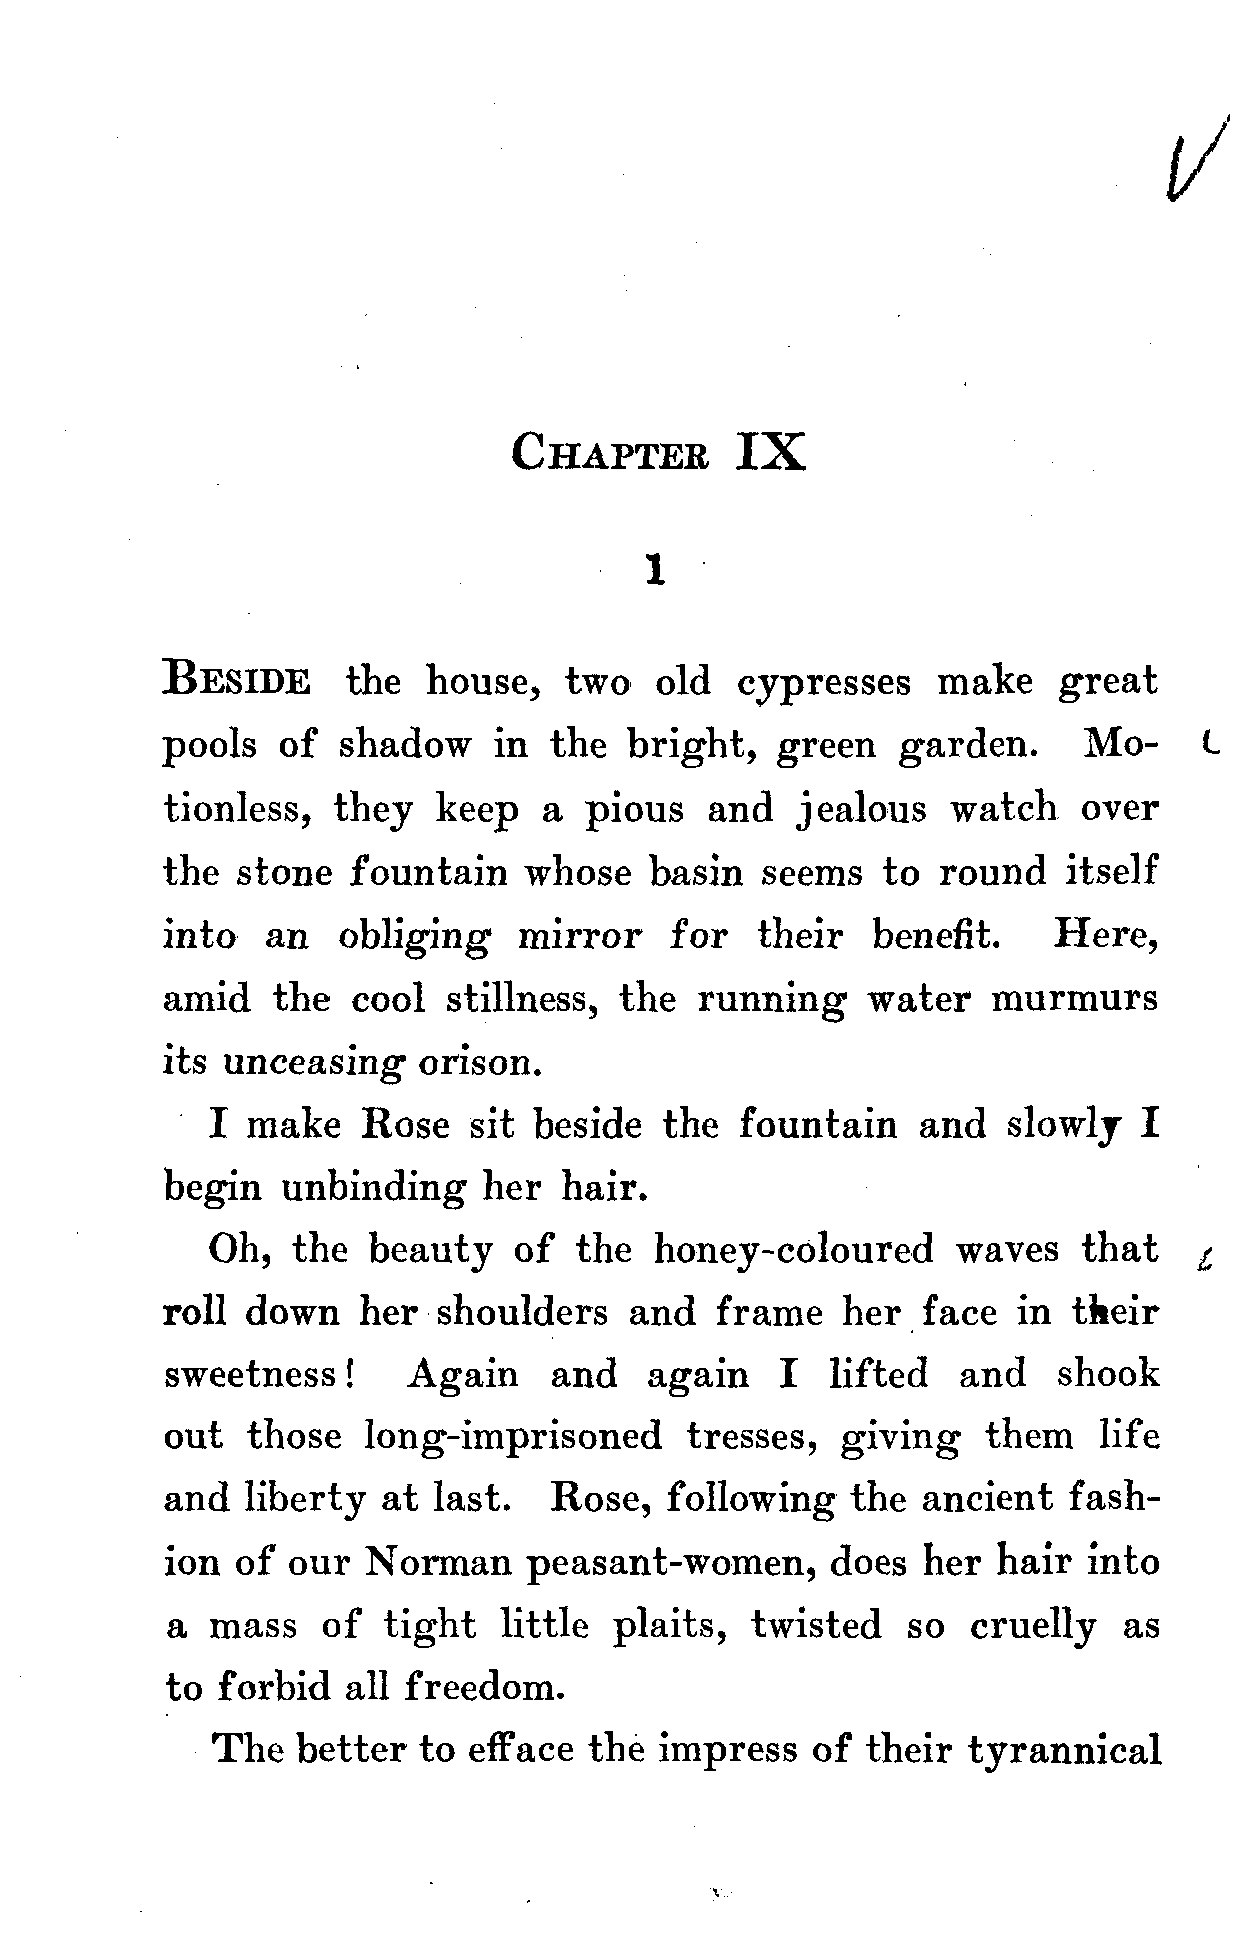 CHAPTER IX
1
BESIDE the house, two old cypresses make great
pools of shadow in the bright, green garden. Mo-
tionless, they keep a pious and jealous watch over
the stone fountain whose basin seems to round itself
into an obliging mirror for their benefit. Here,
amid the cool stillness, the running water murmurs
its unceasing orison.
I make Rose sit beside the fountain and slowly I
begin unbinding her hair.
Oh, the beauty of the honey-coloured waves that
roll down her shoulders and frame her face in their
sweetness! Again and again I lifted and shook
out those long-imprisoned tresses, giving them life
and liberty at last. Rose, following the ancient fash-
ion of our Norman peasant-women, does her hair into
a mass of tight little plaits, twisted so cruelly as
to forbid all freedom.
The better to efface the impress of their tyrannical